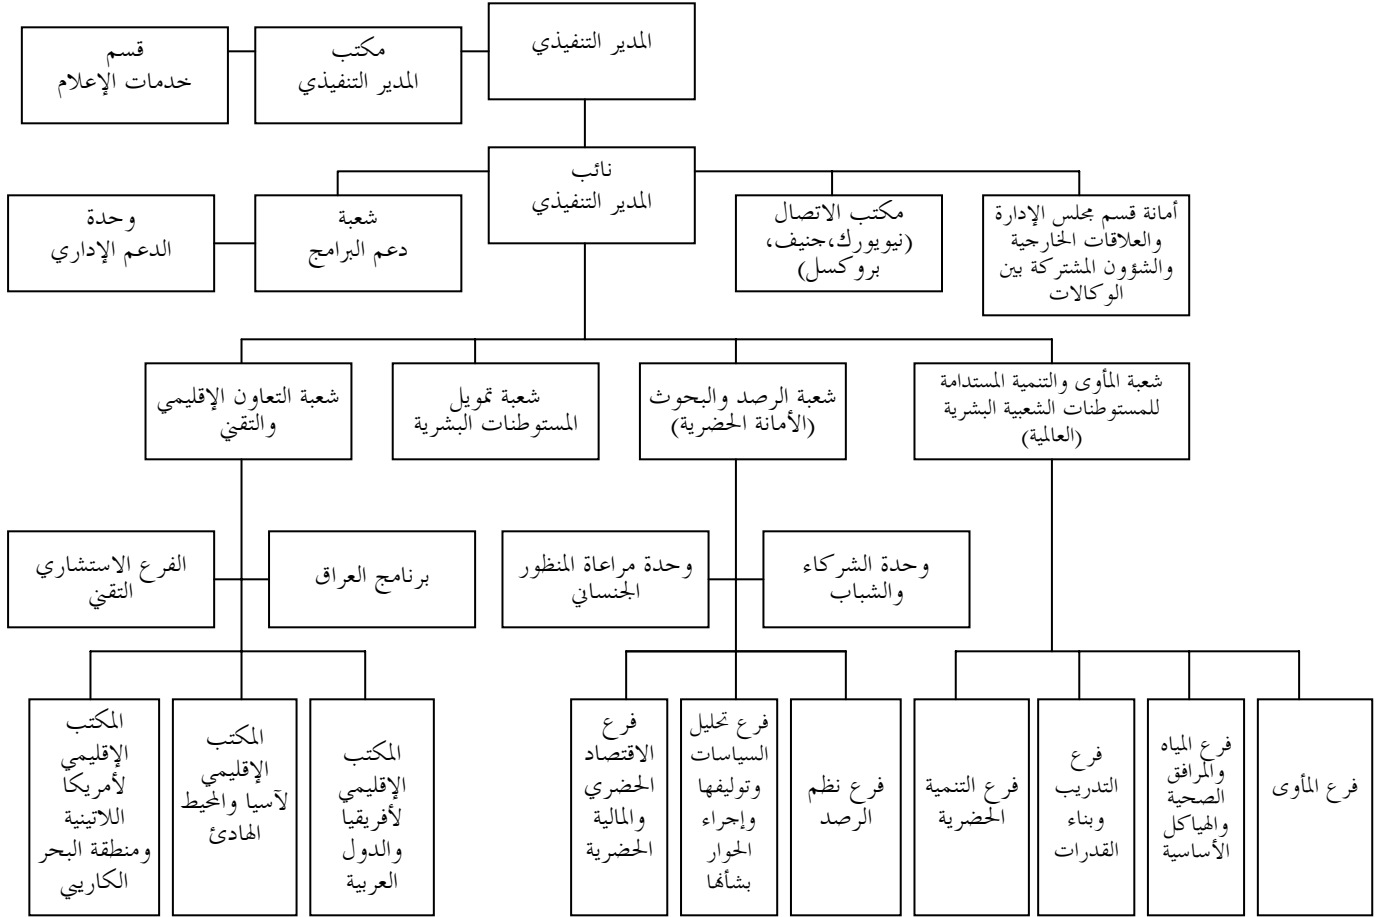 المدير التنفيذي
مكتب
المدير التنفيذي
قسم
خدمات الإعلام
نائب
المدير التنفيذي
أمانة قسم مجلس الإدارة
والعلاقات الخارجية
والشؤون المشتركة بين
الوكالات
مكتب الاتصال
(نيويورك،جنيف،
بروكسل)
شعبة
دعم البرامج
وحدة
الدعم الإداري
شعبة المأوى والتنمية المستدامة
للمستوطنات الشعبية البشرية
(العالمية)
شعبة الرصد والبحوث
(الأمانة الحضرية)
شعبة تمويل
المستوطنات البشرية
شعبة التعاون الإقليمي
والتقني
وحدة الشركاء
والشباب
وحدة مراعاة المنظور
الجنساني
برنامج العراق
الفرع الاستشاري
التقني
فرع المأوى
فرع المياه
والمرافق
الصحية
والهياكل
الأساسية
فرع
التدريب
وبناء
القدرات
فرع التنمية
الحضرية
فرع نظم
الرصد
فرع تحليل
السياسات
وتوليفها
وإجراء
الحوار
بشأنها
فرع
الاقتصاد
الحضري
والمالية
الحضرية
المكتب
الإقليمي
لأفريقيا
والدول
العربية
المكتب
الإقليمي
لآسيا والمحيط
الهادئ
المكتب
الإقليمي
لأمريكا
اللاتينية
ومنطقة البحر
الكاريبي